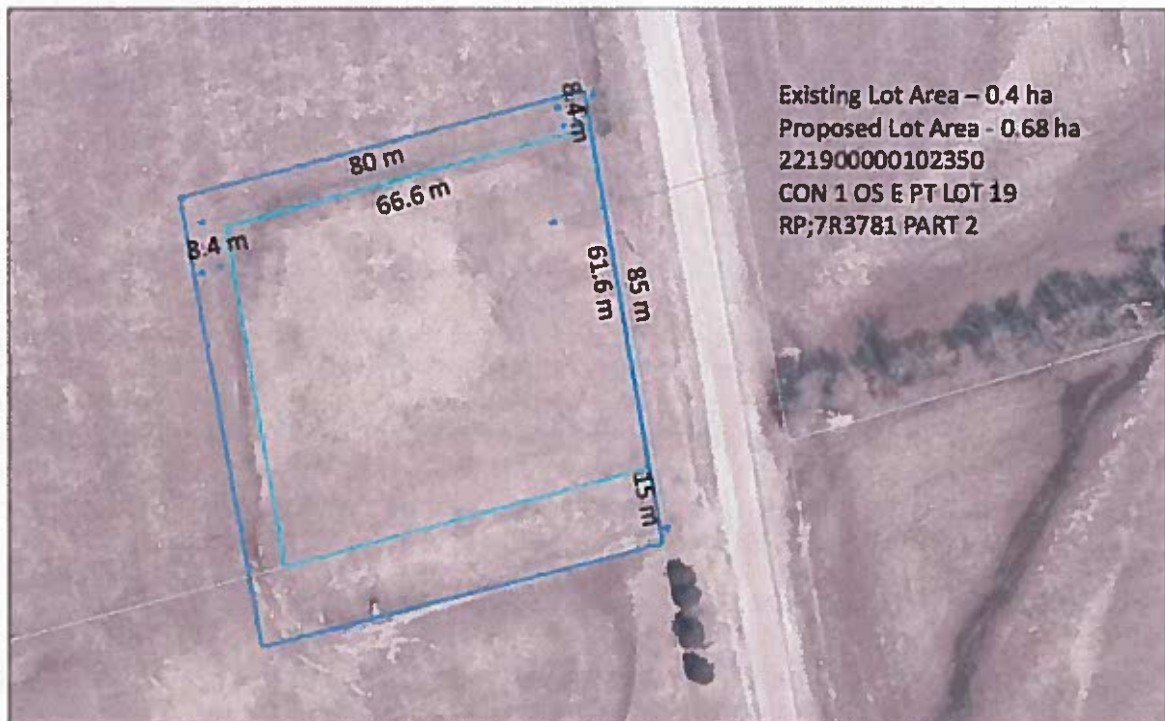 8.4 m
Existing Lot Area – 0.4 ha
Proposed Lot Area - 0.68 ha
221900000102350
CON 1 OS E PT LOT 19
RP;7R3781 PART 2
80 m
66.6 m
8.4 m
61.6 m
85 m
15 m